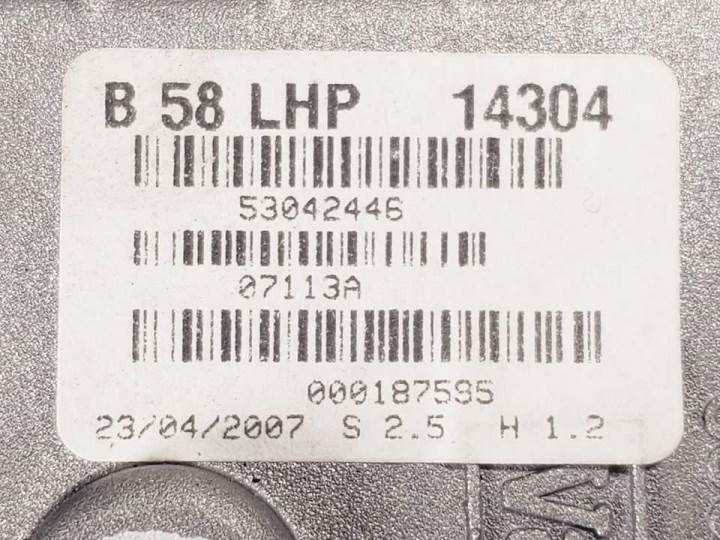 B 58 LHP 14304
53042446
07113A
000187595
23/04/2007 S 2.5 H 1.2